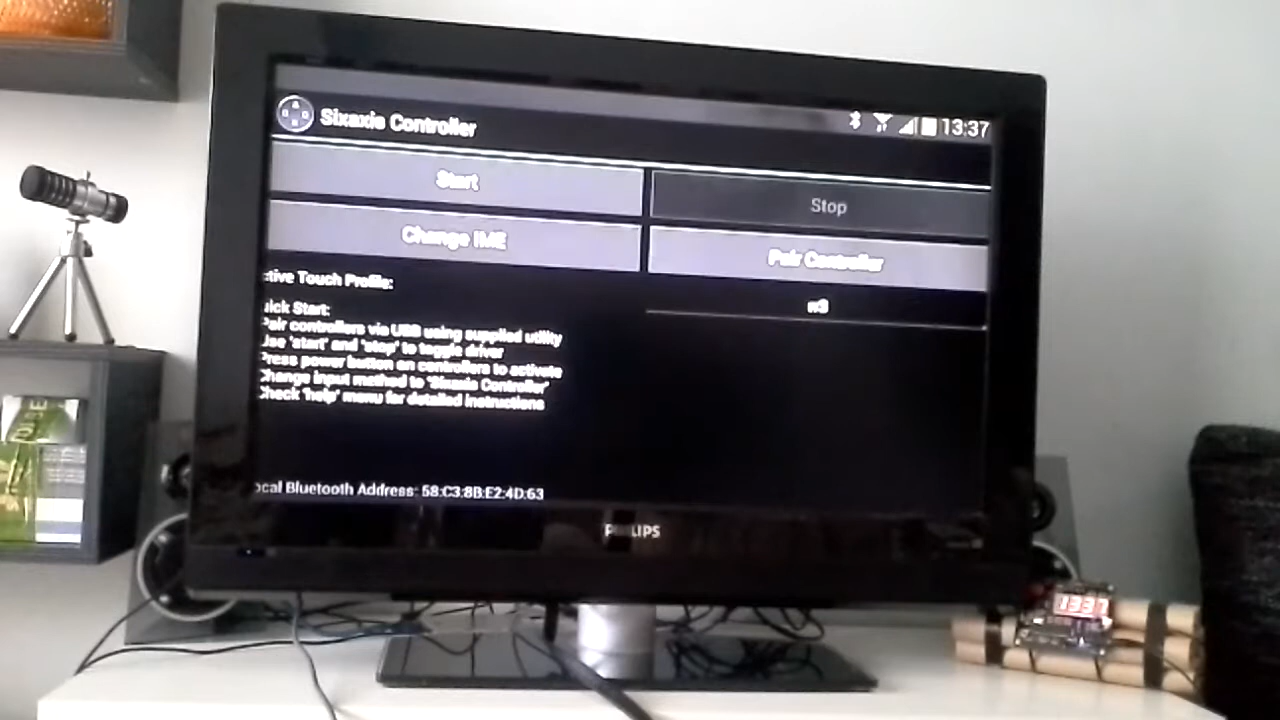 Sixaxis Controller
13:37
Start
Stop
Change IME
Pair Controller
ctive Touch Profile:
n3
uick Start:
Pair controllers via USB using supplied utility
Use 'start' and 'stop' to toggle driver
Press power button on controllers to activate
Change input method to 'Sixaxis Controller'
Check 'help' menu for detailed instructions
ocal Bluetooth Address: 58:C3:8B:E2:4D:63
PHILIPS
1337